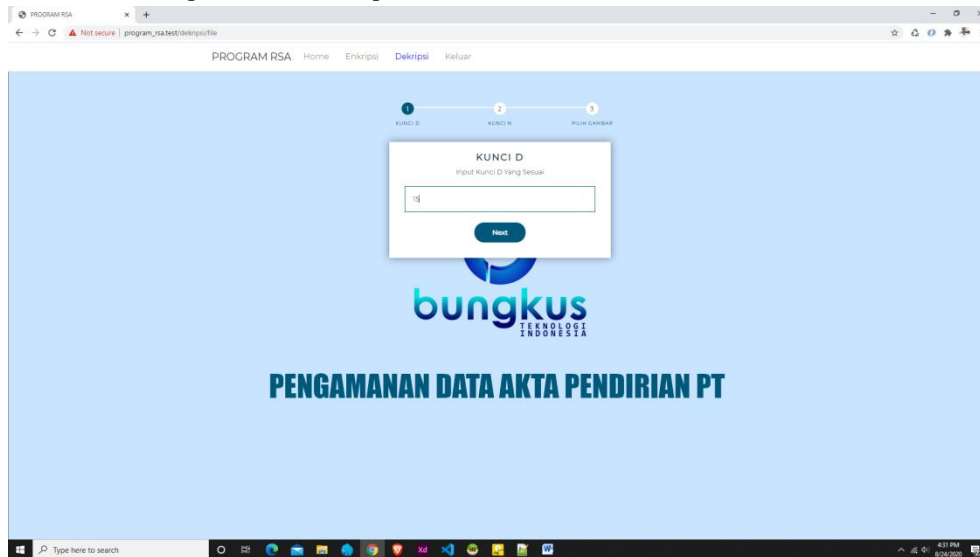 PROGRAM RSA
Not secure | program_rsa.test/dekripsi/file
PROGRAM RSA Home Enkripsi Dekripsi Keluar
1 2 3
KUNCI D KUNCI N PILIH GAMBAR
KUNCI D
Input Kunci D Yang Sesuai
15
Next
bungkus
TEKNOLOGI
INDONESIA
PENGAMANAN DATA AKTA PENDIRIAN PT
Type here to search
4:31 PM
8/24/2020